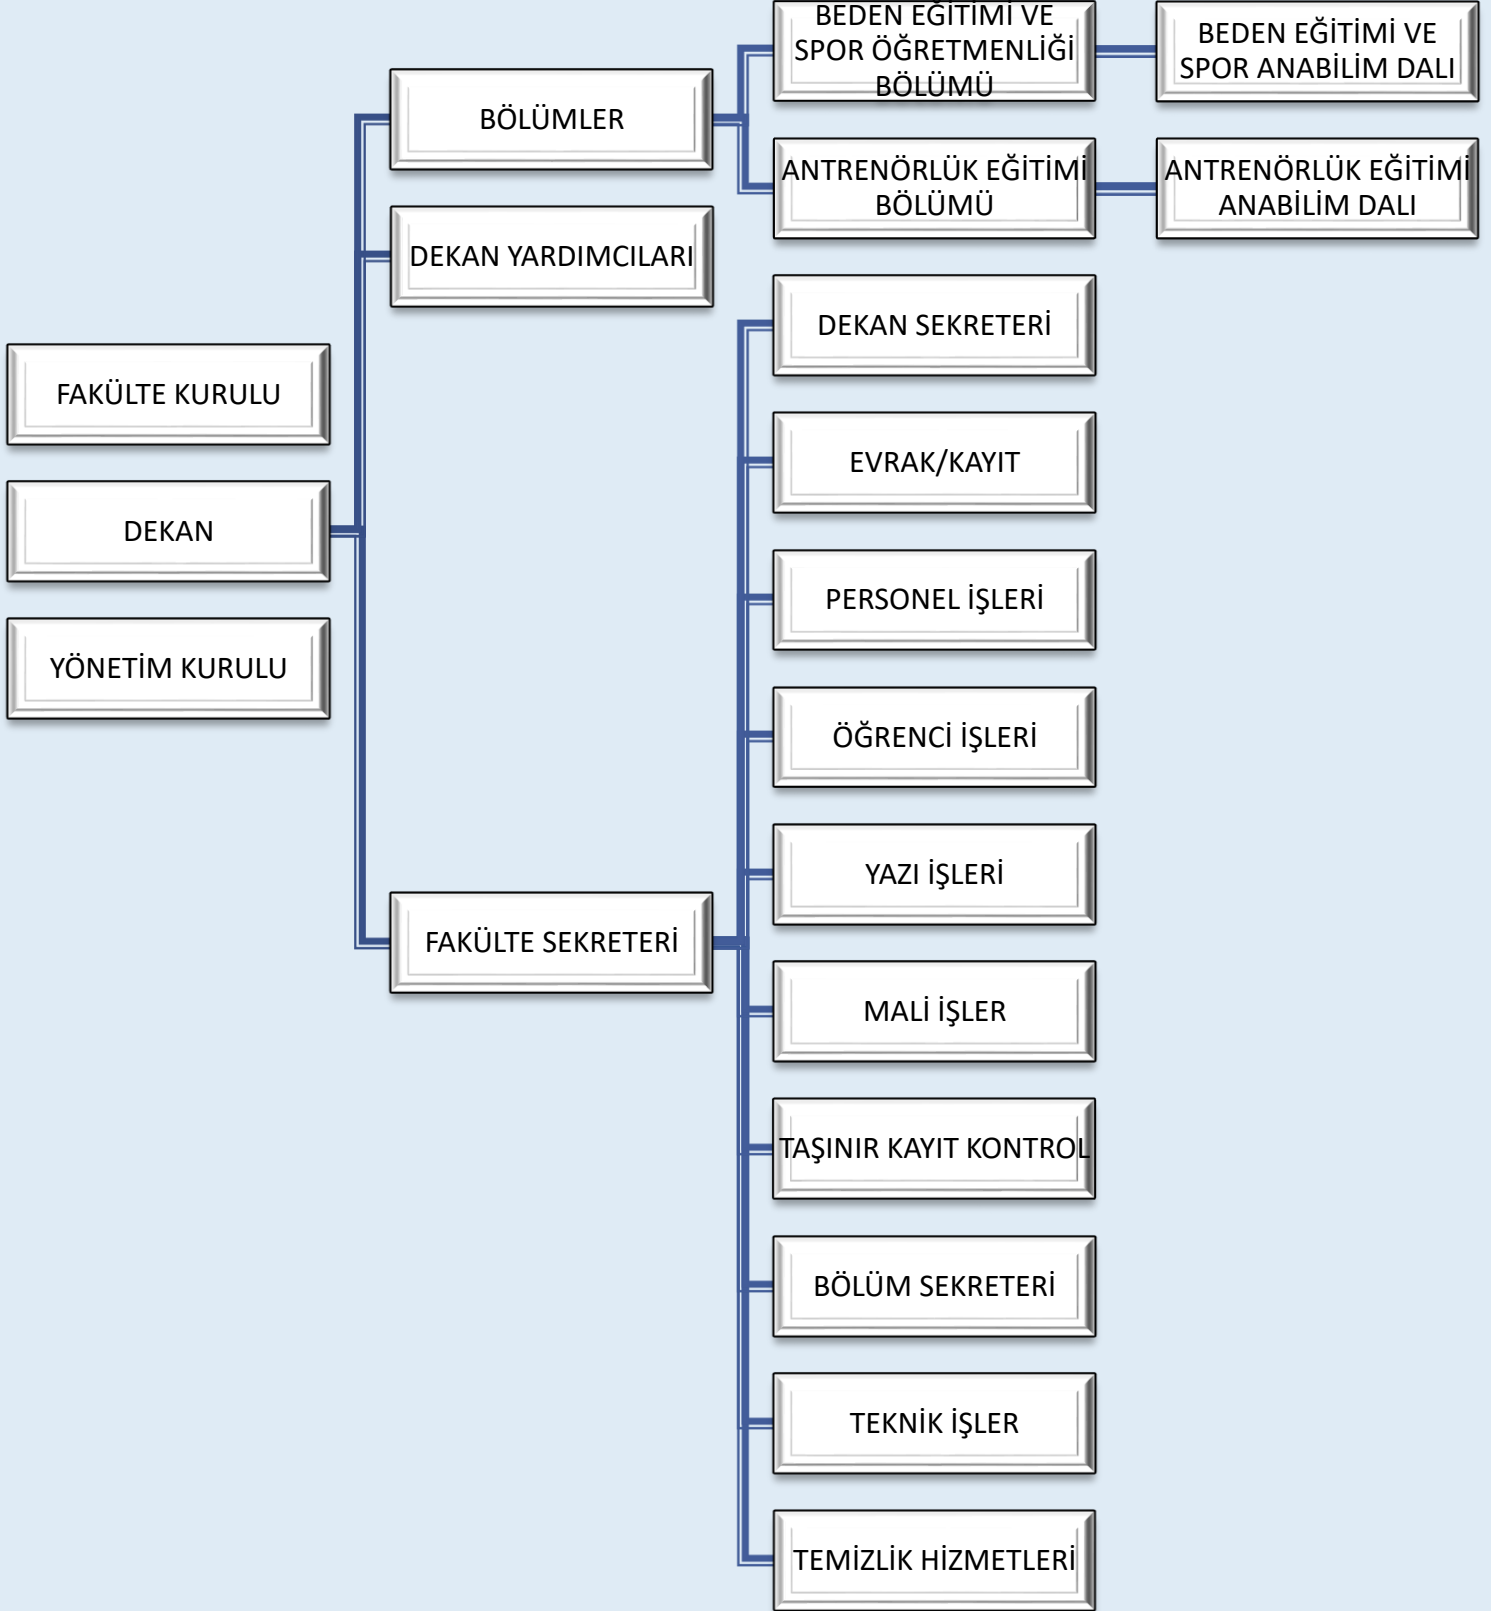 BEDEN EĞİTİMİ VE
SPOR ÖĞRETMENLİĞİ
BÖLÜMÜ
BEDEN EĞİTİMİ VE
SPOR ANABİLİM DALI
BÖLÜMLER
ANTRENÖRLÜK EĞİTİMİ
BÖLÜMÜ
ANTRENÖRLÜK EĞİTİMİ
ANABİLİM DALI
DEKAN YARDIMCILARI
DEKAN SEKRETERİ
FAKÜLTE KURULU
EVRAK/KAYIT
DEKAN
PERSONEL İŞLERİ
YÖNETİM KURULU
ÖĞRENCİ İŞLERİ
YAZI İŞLERİ
FAKÜLTE SEKRETERİ
MALİ İŞLER
TAŞINIR KAYIT KONTROL
BÖLÜM SEKRETERİ
TEKNİK İŞLER
TEMİZLİK HİZMETLERİ